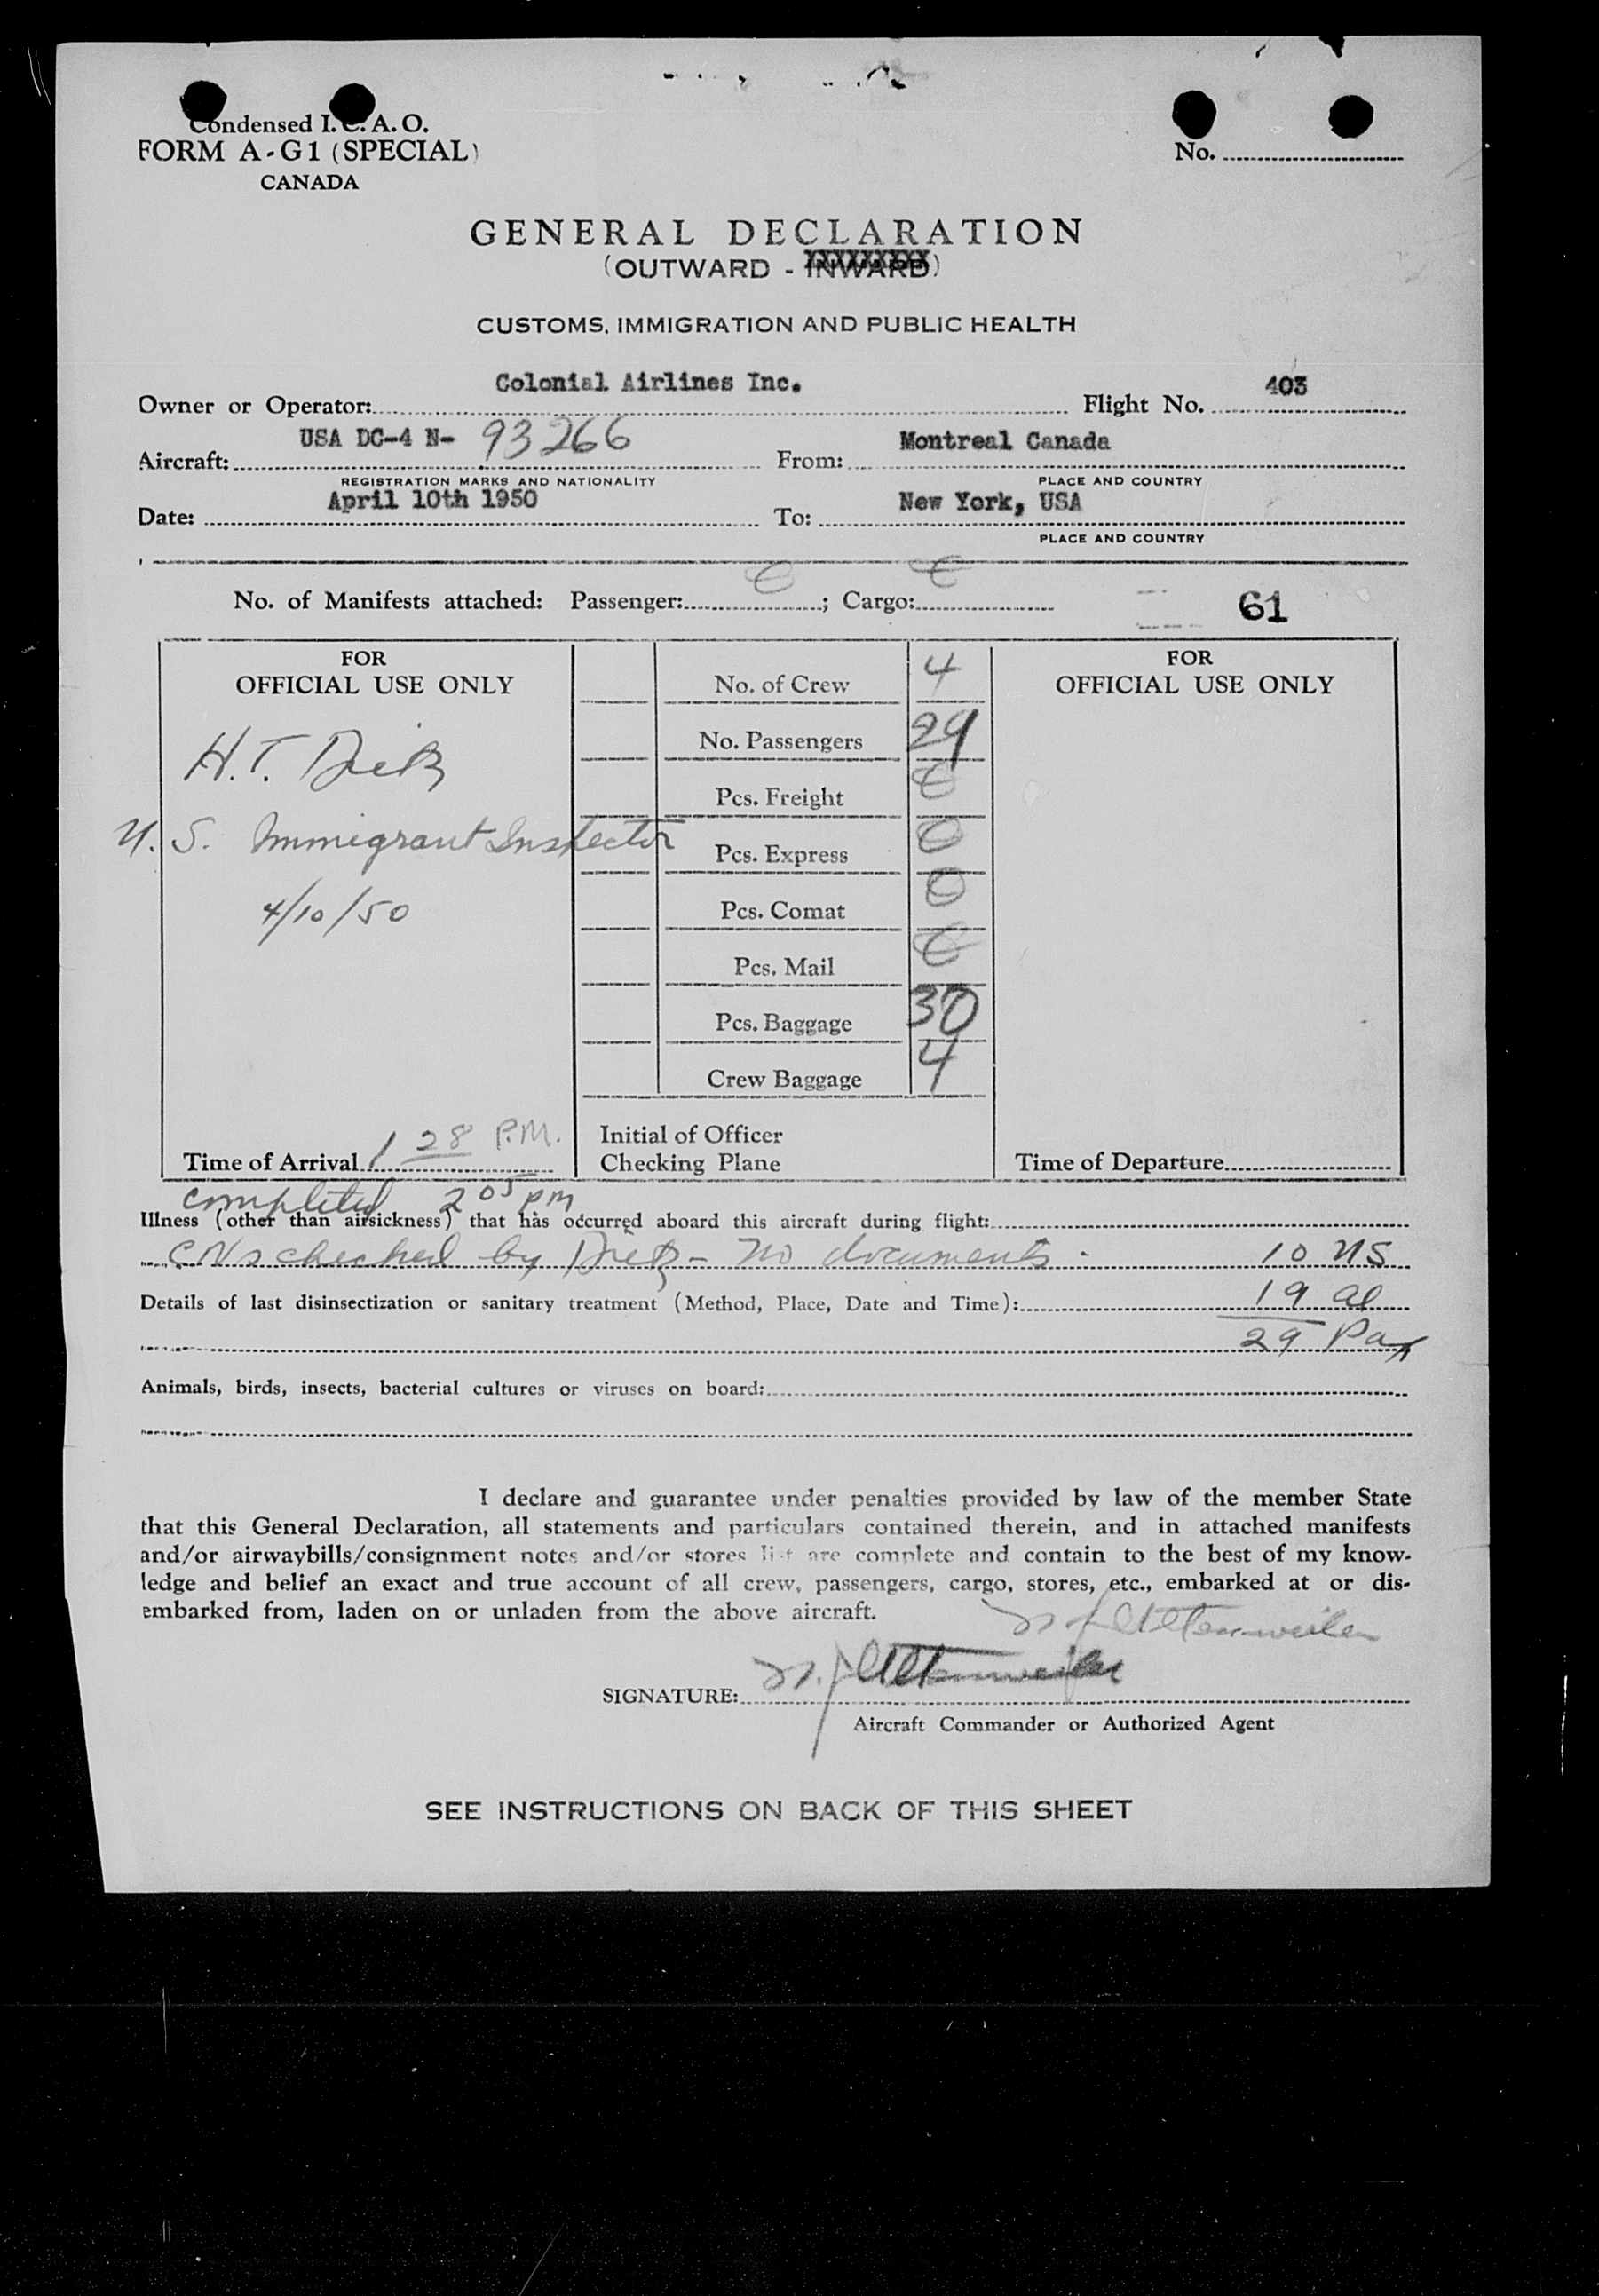 Condensed I.C.A.O.
FORM A-G1 (SPECIAL)
CANADA
No.
GENERAL DECLARATION
(OUTWARD - INWARD)
CUSTOMS, IMMIGRATION AND PUBLIC HEALTH
Owner or Operator: Colonial Airlines Inc. Flight No. 403
Aircraft: USA DC-4 N- 93266 From: Montreal Canada
REGISTRATION MARKS AND NATIONALITY PLACE AND COUNTRY
Date: April 10th 1950 To: New York, USA
PLACE AND COUNTRY
No. of Manifests attached: Passenger: ; Cargo: 61
FOR
OFFICIAL USE ONLY
H.T. Dietz
U.S. Immigrant Inspector
4/10/50
Time of Arrival 1 28 P.M.
No. of Crew 4
No. Passengers 29
Pcs. Freight 0
Pcs. Express 0
Pcs. Comat 0
Pcs. Mail 0
Pcs. Baggage 30
Crew Baggage 4
Initial of Officer
Checking Plane
FOR
OFFICIAL USE ONLY
Time of Departure
completed 2 05 PM
Illness (other than airsickness) that has occurred aboard this aircraft during flight:
checked by Dietz - no documents. 10 US
Details of last disinsectization or sanitary treatment (Method, Place, Date and Time): 19 al
29 Pax
Animals, birds, insects, bacterial cultures or viruses on board:
I declare and guarantee under penalties provided by law of the member State
that this General Declaration, all statements and particulars contained therein, and in attached manifests
and/or airwaybills/consignment notes and/or stores list are complete and contain to the best of my know-
ledge and belief an exact and true account of all crew, passengers, cargo, stores, etc., embarked at or dis-
embarked from, laden on or unladen from the above aircraft.
SIGNATURE:
Aircraft Commander or Authorized Agent
SEE INSTRUCTIONS ON BACK OF THIS SHEET